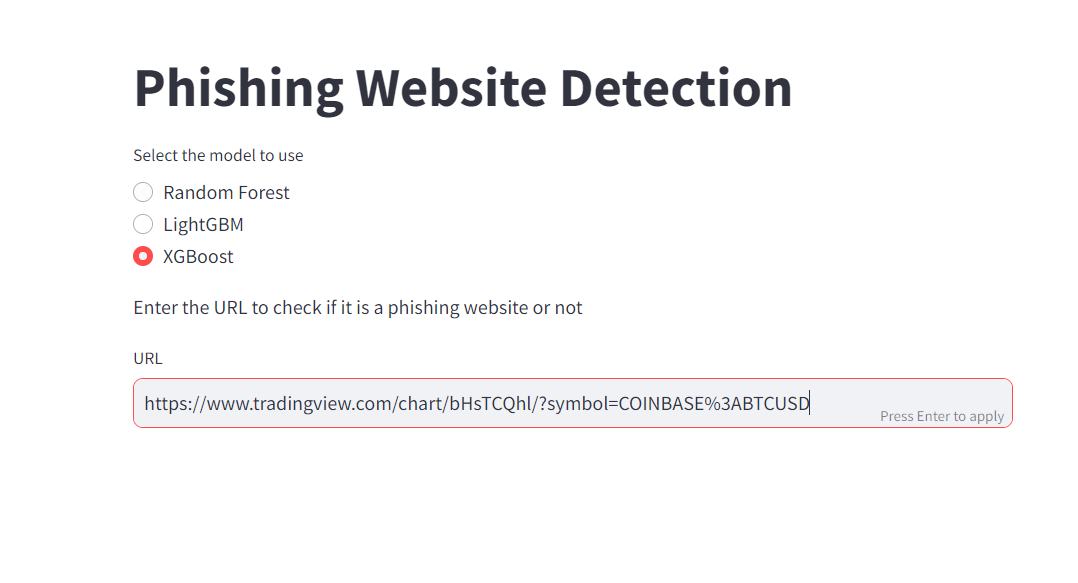 Phishing Website Detection
Select the model to use
Random Forest
LightGBM
XGBoost
Enter the URL to check if it is a phishing website or not
URL
https://www.tradingview.com/chart/bHsTCQhl/?symbol=COINBASE%3ABTCUSD
Press Enter to apply